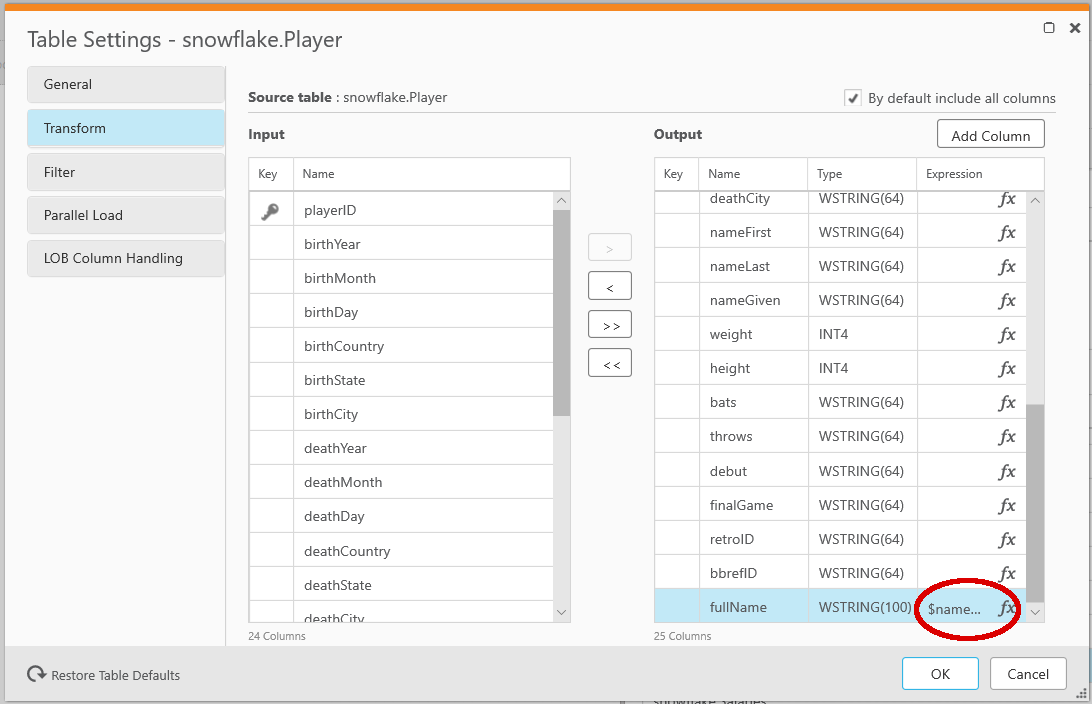 Table Settings - snowflake.Player
General
Transform
Filter
Parallel Load
LOB Column Handling
Source table : snowflake.Player
By default include all columns
Input
Output
Add Column
Key Name
playerID
birthYear
birthMonth
birthDay
birthCountry
birthState
birthCity
deathYear
deathMonth
deathDay
deathCountry
deathState
deathCity
24 Columns
>
<
>>
<<
Key Name Type Expression
deathCity WSTRING(64) fx
nameFirst WSTRING(64) fx
nameLast WSTRING(64) fx
nameGiven WSTRING(64) fx
weight INT4 fx
height INT4 fx
bats WSTRING(64) fx
throws WSTRING(64) fx
debut WSTRING(64) fx
finalGame WSTRING(64) fx
retroID WSTRING(64) fx
bbrefID WSTRING(64) fx
fullName WSTRING(100) $name... fx
25 Columns
Restore Table Defaults
OK
Cancel
snowflake.Salaries